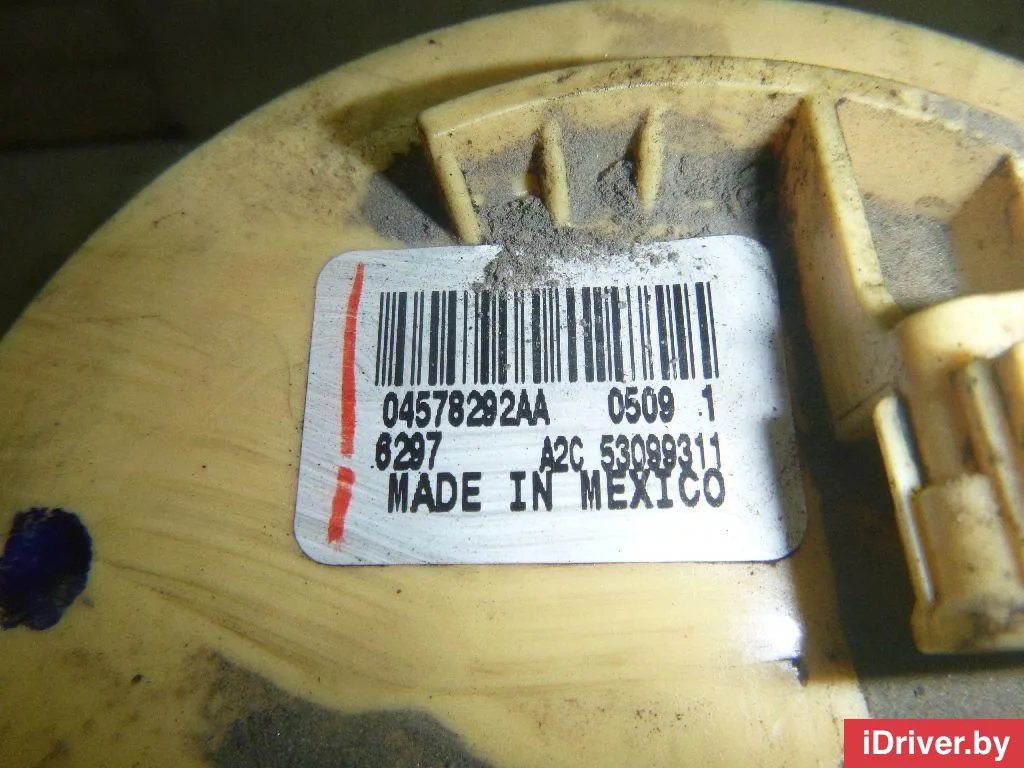 04578292AA 0509 1
6297 A2C 53099311
MADE IN MEXICO
iDriver.by